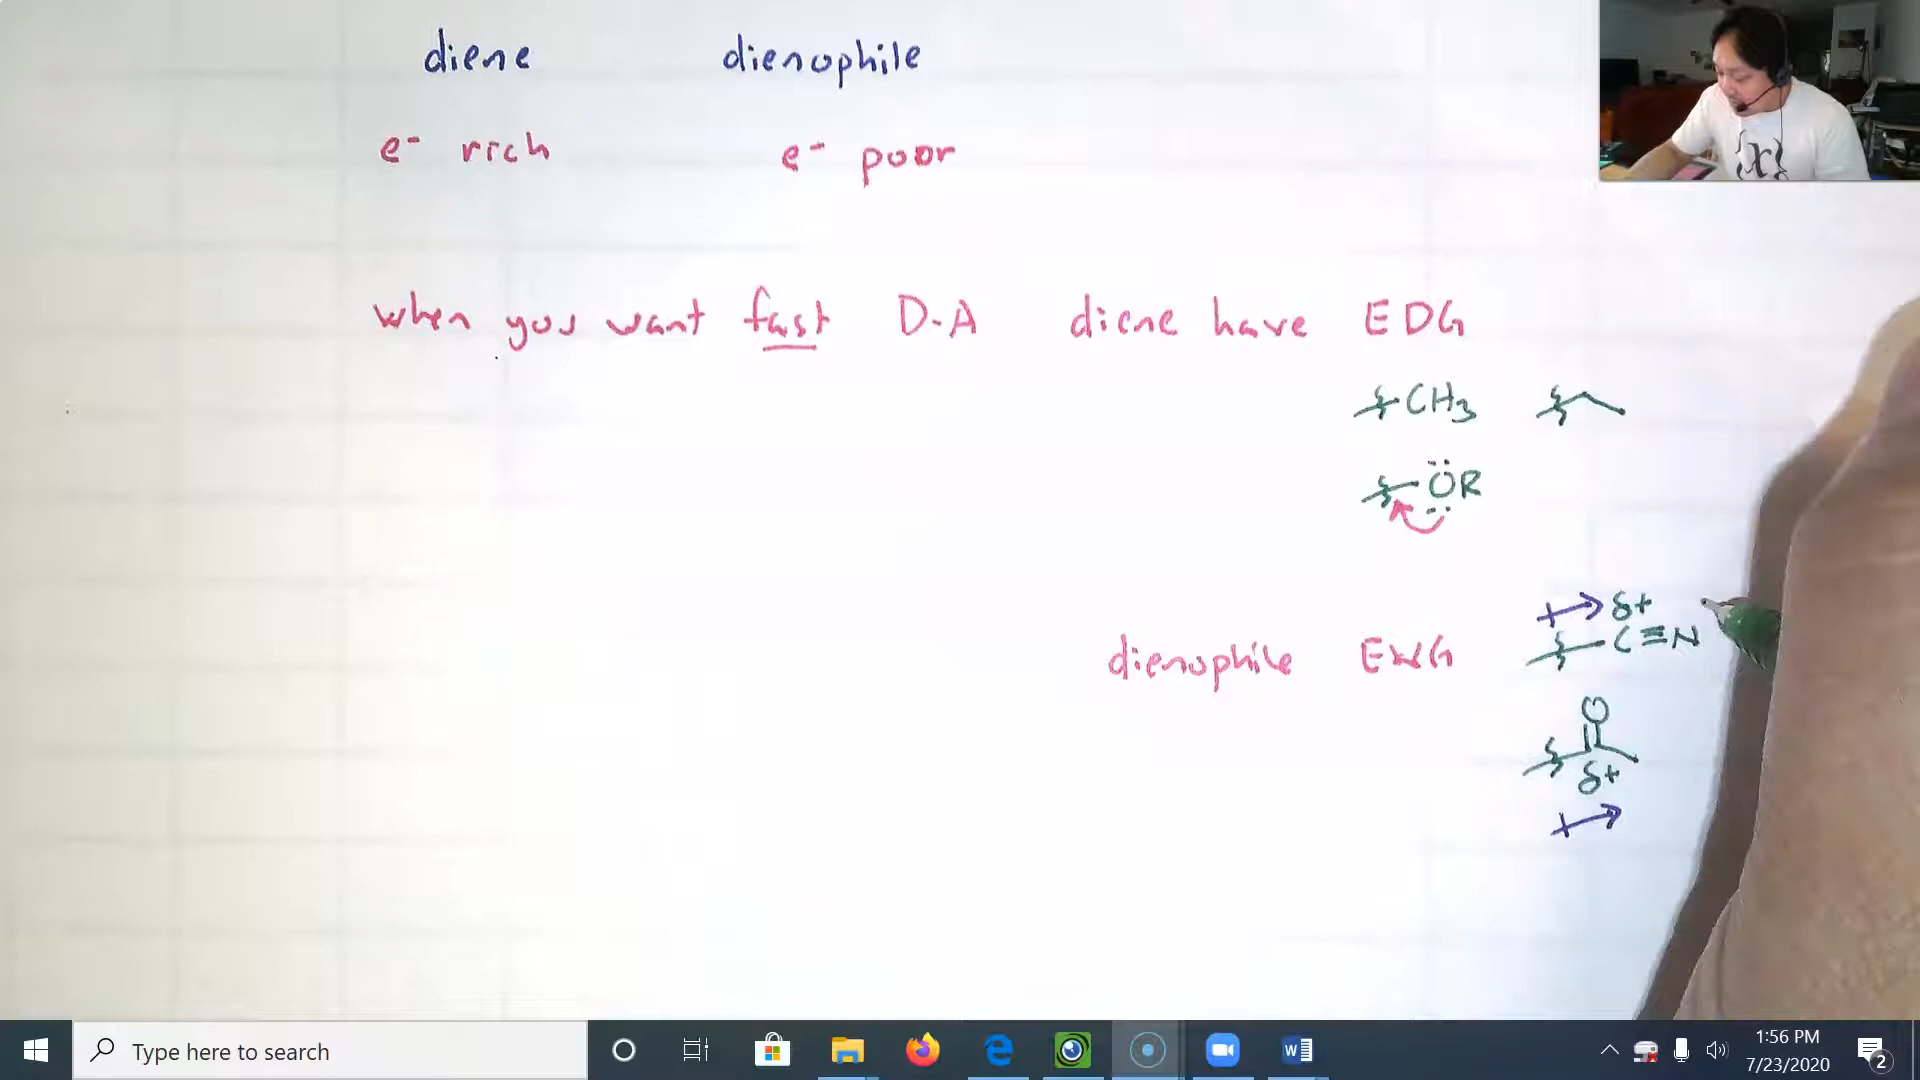 diene dienophile
e⁻ rich e⁻ poor
{x}
when you want fast D-A diene have EDG
CH3
OR
δ+
C≡N
dienophile EWG
O
δ+
Type here to search
1:56 PM
7/23/2020
2